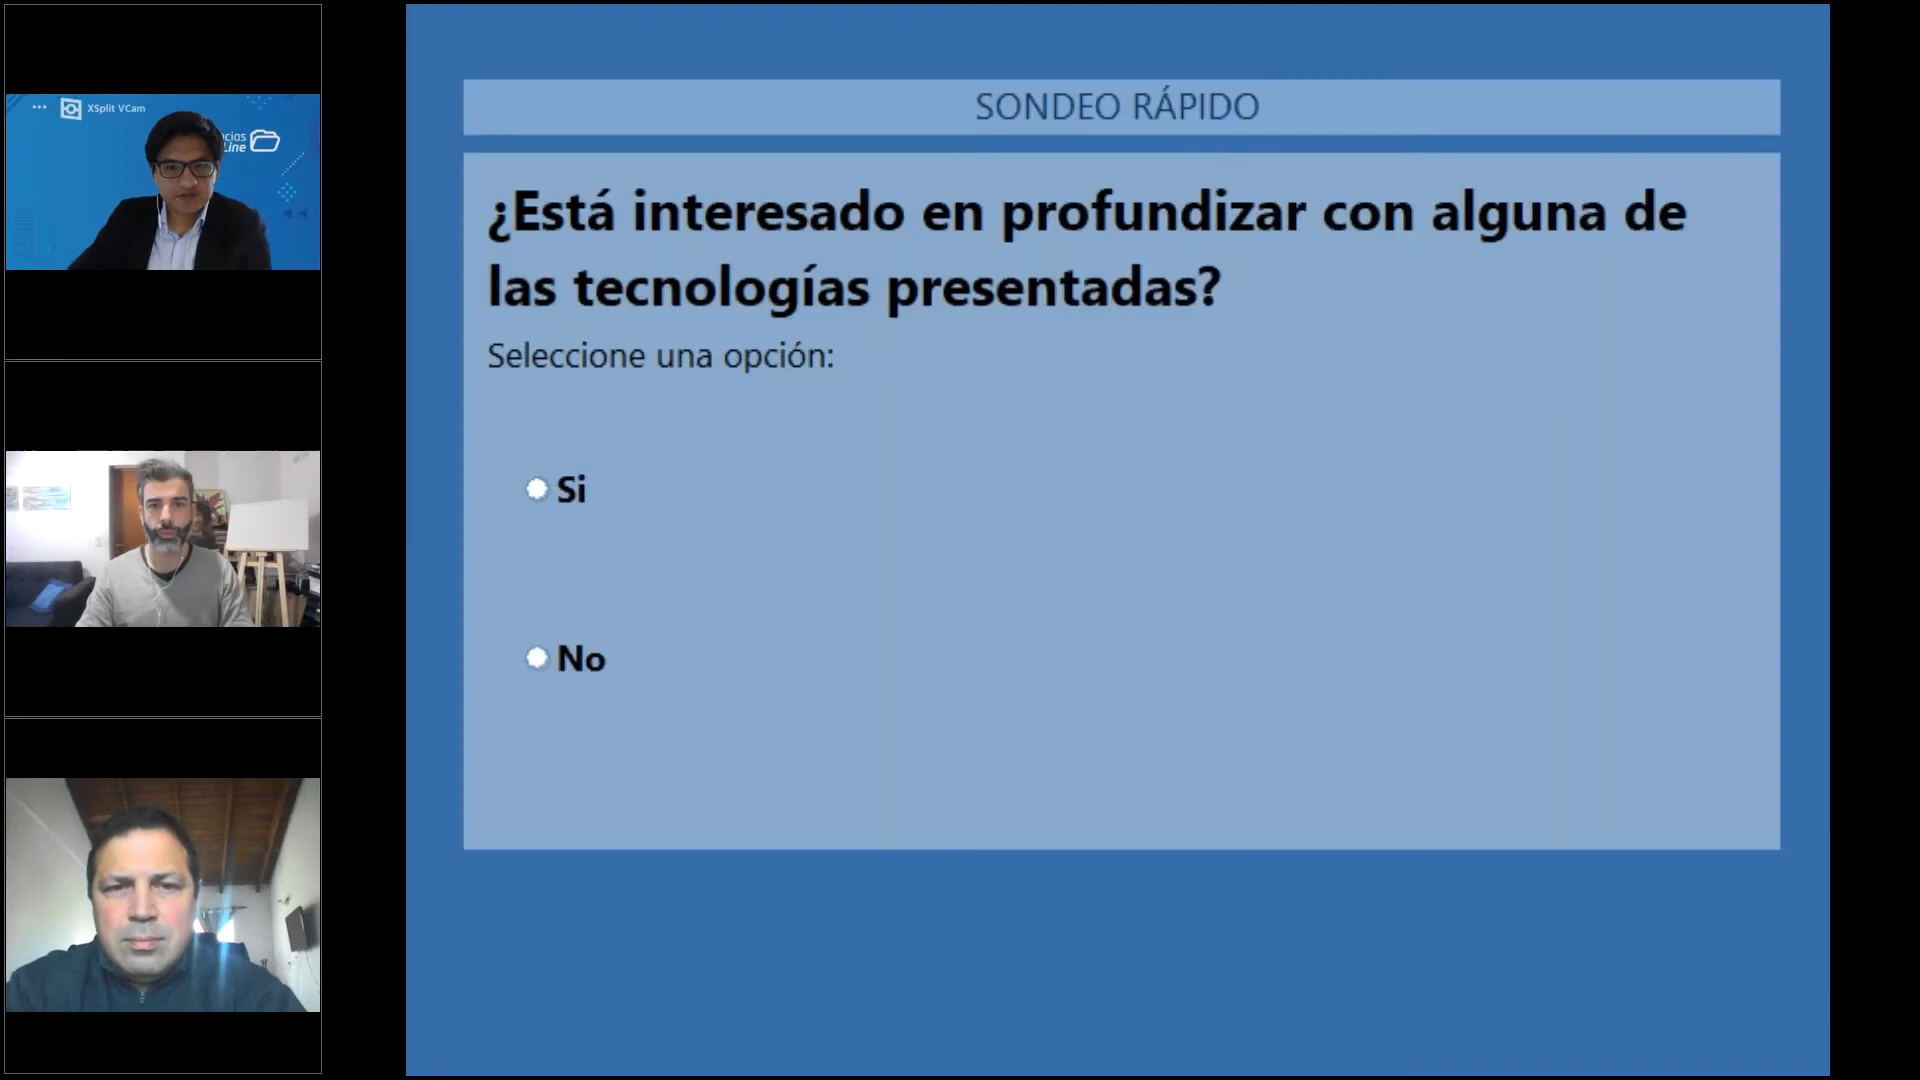 XSplit VCam
Line
SONDEO RÁPIDO
¿Está interesado en profundizar con alguna de
las tecnologías presentadas?
Seleccione una opción:
Si
No